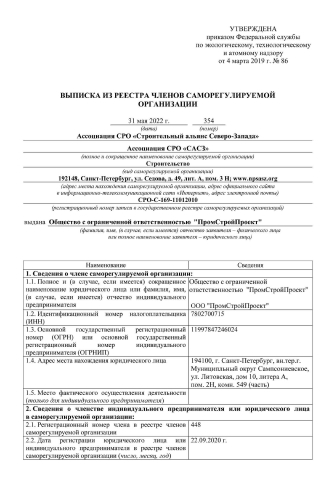 УТВЕРЖДЕНА
приказом Федеральной службы
по экологическому, технологическому
и атомному надзору
от 4 марта 2019 г. № 86
ВЫПИСКА ИЗ РЕЕСТРА ЧЛЕНОВ САМОРЕГУЛИРУЕМОЙ
ОРГАНИЗАЦИИ
31 мая 2022 г. 354
(дата) (номер)
Ассоциация СРО «Строительный альянс Северо-Запада»
Ассоциация СРО «САСЗ»
(полное и сокращенное наименование саморегулируемой организации)
Строительство
(вид саморегулируемой организации)
192148, Санкт-Петербург, ул. Седова, д. 49, лит. А, пом. 3 Н; www.npsasz.org
(адрес места нахождения саморегулируемой организации, адрес официального сайта
в информационно-телекоммуникационной сети «Интернет», адрес электронной почты)
СРО-С-169-11012010
(регистрационный номер записи в государственном реестре саморегулируемых организаций)
выдана Общество с ограниченной ответственностью "ПромСтройПроект"
(фамилия, имя, (в случае, если имеется) отчество заявителя – физического лица
или полное наименование заявителя – юридического лица)
Наименование Сведения
1. Сведения о члене саморегулируемой организации:
1.1. Полное и (в случае, если имеется) сокращенное наименование юридического лица или фамилия, имя, (в случае, если имеется) отчество индивидуального предпринимателя
Общество с ограниченной
ответственностью "ПромСтройПроект"
ООО "ПромСтройПроект"
1.2. Идентификационный номер налогоплательщика (ИНН) 7802700715
1.3. Основной государственный регистрационный номер (ОГРН) или основной государственный регистрационный номер индивидуального предпринимателя (ОГРНИП) 11997847246024
1.4. Адрес места нахождения юридического лица
194100, г. Санкт-Петербург, вн.тер.г.
Муниципльный округ Сампсониевское,
ул. Литовская, дом 10, литера А,
пом. 2Н, комн. 549 (часть)
1.5. Место фактического осуществления деятельности
(только для индивидуального предпринимателя)
2. Сведения о членстве индивидуального предпринимателя или юридического лица
в саморегулируемой организации:
2.1. Регистрационный номер члена в реестре членов саморегулируемой организации 448
2.2. Дата регистрации юридического лица или индивидуального предпринимателя в реестре членов саморегулируемой организации (число, месяц, год) 22.09.2020 г.